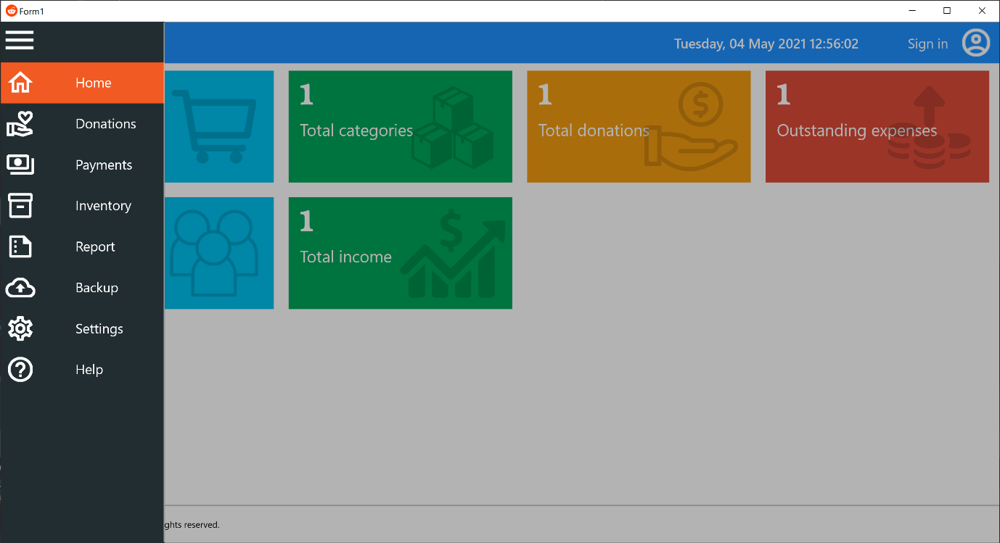 Form1
Tuesday, 04 May 2021 12:56:02
Sign in
Home
Donations
Payments
Inventory
Report
Backup
Settings
Help
1
Total categories
1
Total donations
1
Outstanding expenses
1
Total income
ghts reserved.